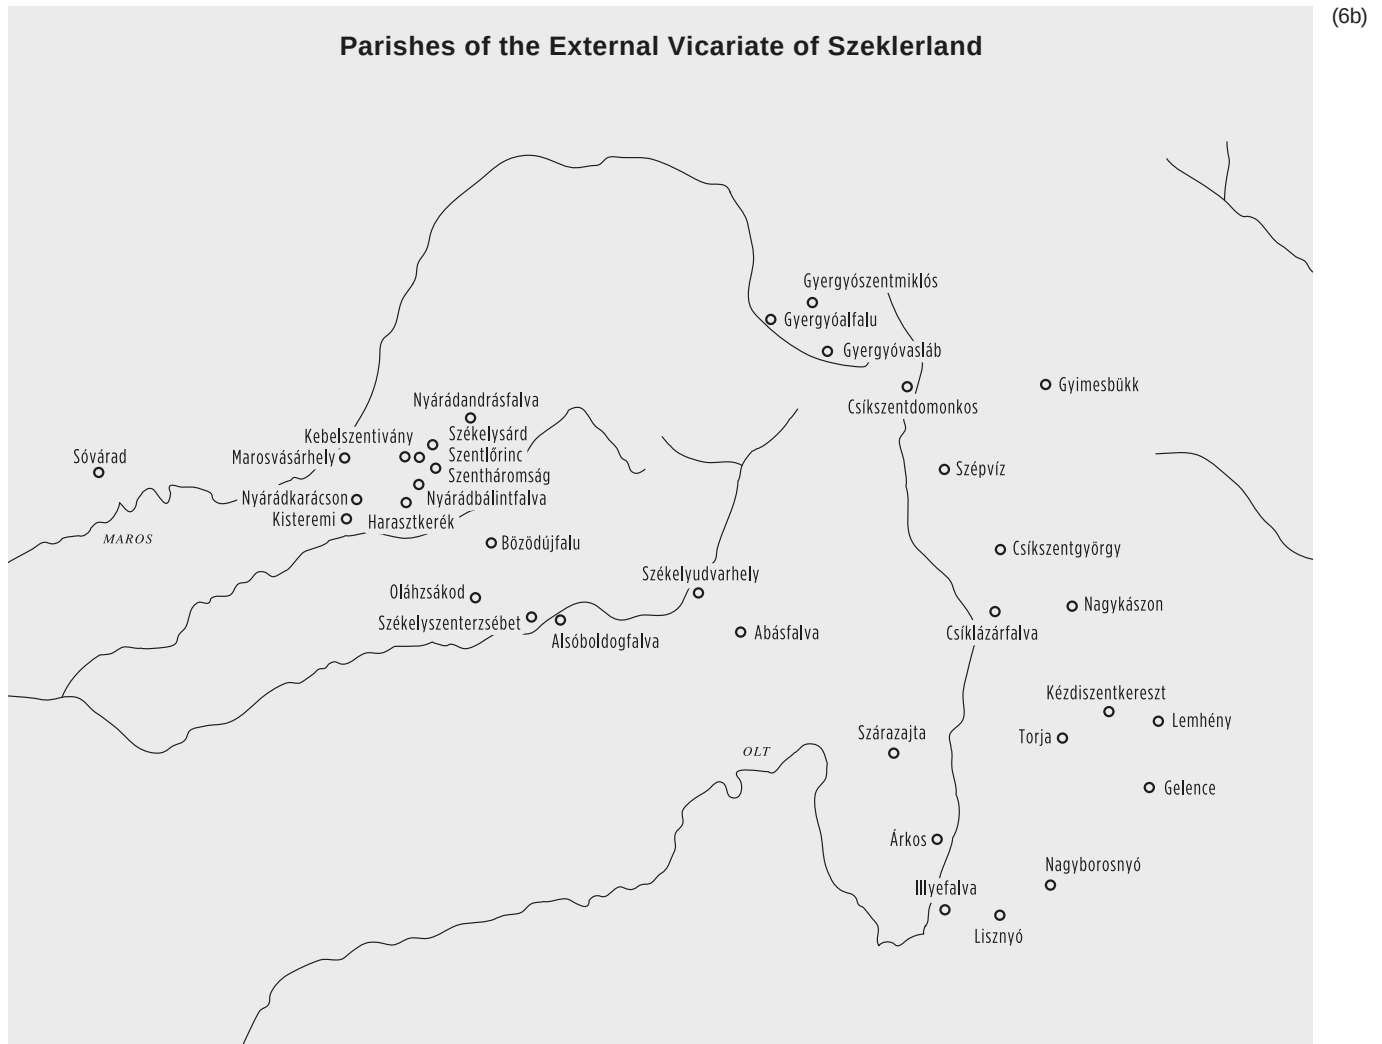 (6b)
Parishes of the External Vicariate of Szeklerland
Gyergyószentmiklós
Gyergyóalfalu
Gyergyóvasláb
Gyimesbükk
Csíkszentdomonkos
Nyárádandrásfalva
Kebelszentivány
Székelysárd
Sóvárad
Marosvásárhely
Szentlőrinc
Szentháromság
Szépvíz
Nyárádkarácson
Nyárádbálintfalva
Kisteremi
Harasztkerék
MAROS
Bözödújfalu
Csíkszentgyörgy
Székelyudvarhely
Oláhzsákod
Nagykászon
Székelyszenterzsébet
Alsóboldogfalva
Abásfalva
Csíklázárfalva
Kézdiszentkereszt
Lemhény
Szárazajta
Torja
OLT
Gelence
Árkos
Nagyborosnyó
Illyefalva
Lisznyó